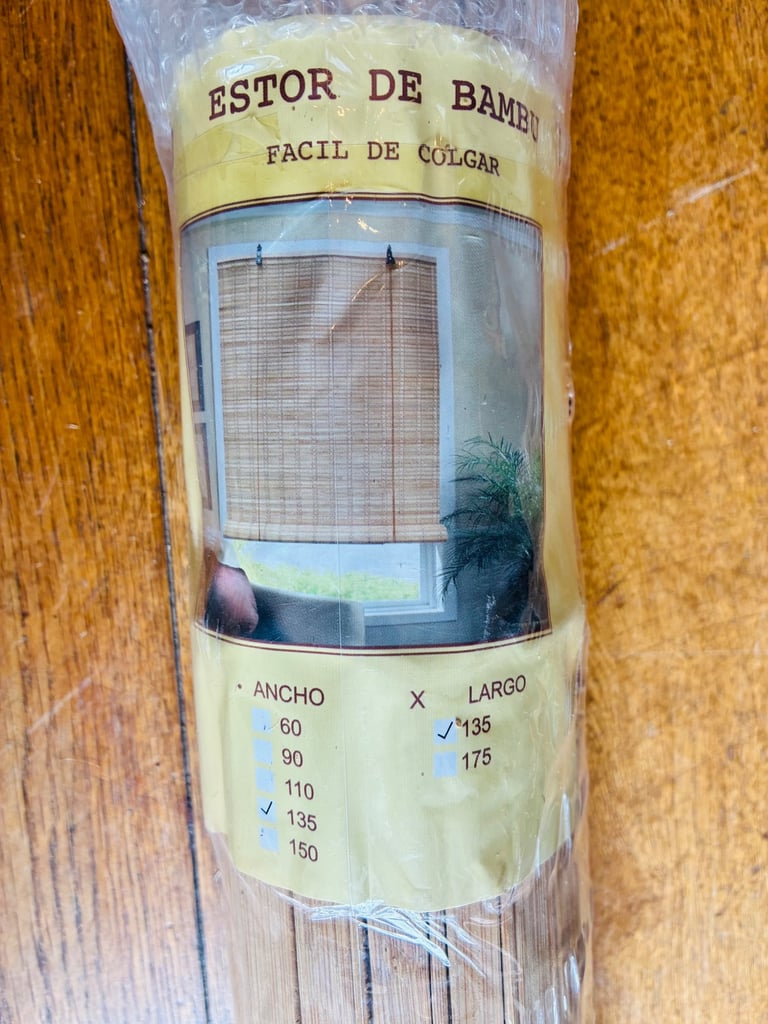 ESTOR DE BAMBU
FACIL DE COLGAR
ANCHO X LARGO
60 ✓135
90 175
110
✓ 135
150